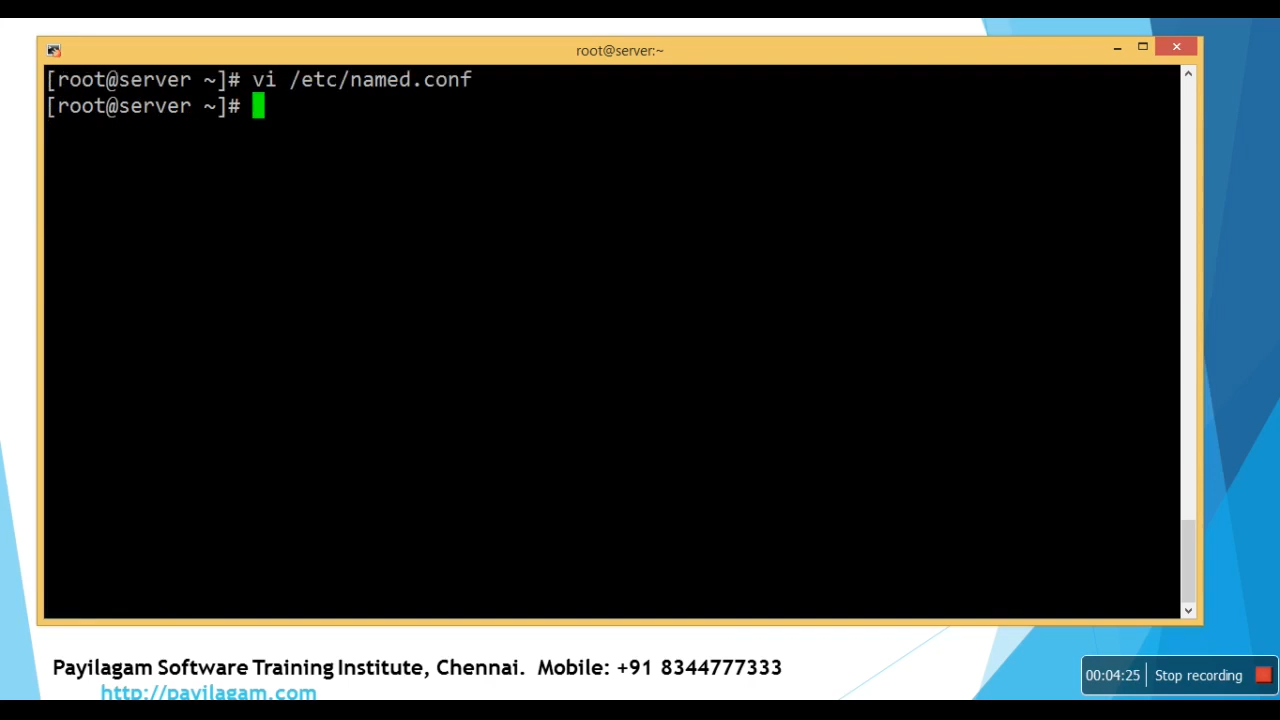 root@server:~
[root@server ~]# vi /etc/named.conf
[root@server ~]#
Payilagam Software Training Institute, Chennai. Mobile: +91 8344777333
http://payilagam.com
00:04:25 Stop recording